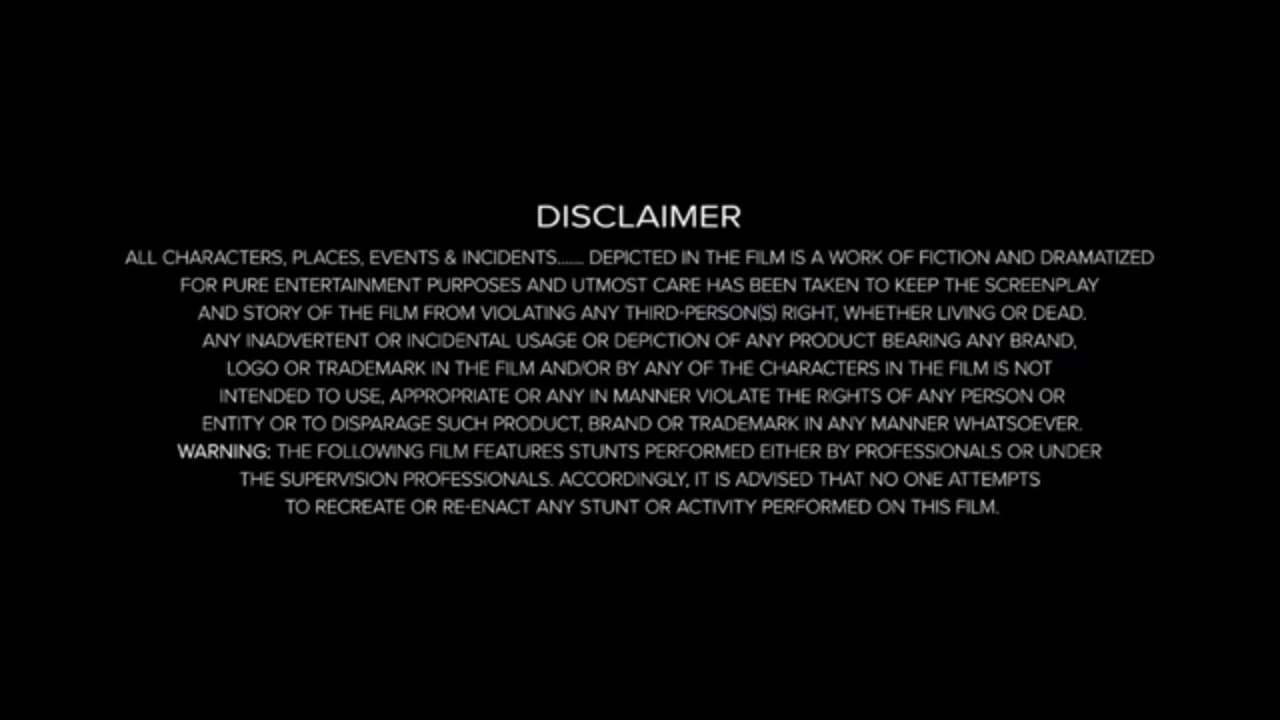 DISCLAIMER
ALL CHARACTERS, PLACES, EVENTS & INCIDENTS...... DEPICTED IN THE FILM IS A WORK OF FICTION AND DRAMATIZED
FOR PURE ENTERTAINMENT PURPOSES AND UTMOST CARE HAS BEEN TAKEN TO KEEP THE SCREENPLAY
AND STORY OF THE FILM FROM VIOLATING ANY THIRD-PERSON(S) RIGHT, WHETHER LIVING OR DEAD.
ANY INADVERTENT OR INCIDENTAL USAGE OR DEPICTION OF ANY PRODUCT BEARING ANY BRAND,
LOGO OR TRADEMARK IN THE FILM AND/OR BY ANY OF THE CHARACTERS IN THE FILM IS NOT
INTENDED TO USE, APPROPRIATE OR ANY IN MANNER VIOLATE THE RIGHTS OF ANY PERSON OR
ENTITY OR TO DISPARAGE SUCH PRODUCT, BRAND OR TRADEMARK IN ANY MANNER WHATSOEVER.
WARNING: THE FOLLOWING FILM FEATURES STUNTS PERFORMED EITHER BY PROFESSIONALS OR UNDER
THE SUPERVISION PROFESSIONALS. ACCORDINGLY, IT IS ADVISED THAT NO ONE ATTEMPTS
TO RECREATE OR RE-ENACT ANY STUNT OR ACTIVITY PERFORMED ON THIS FILM.